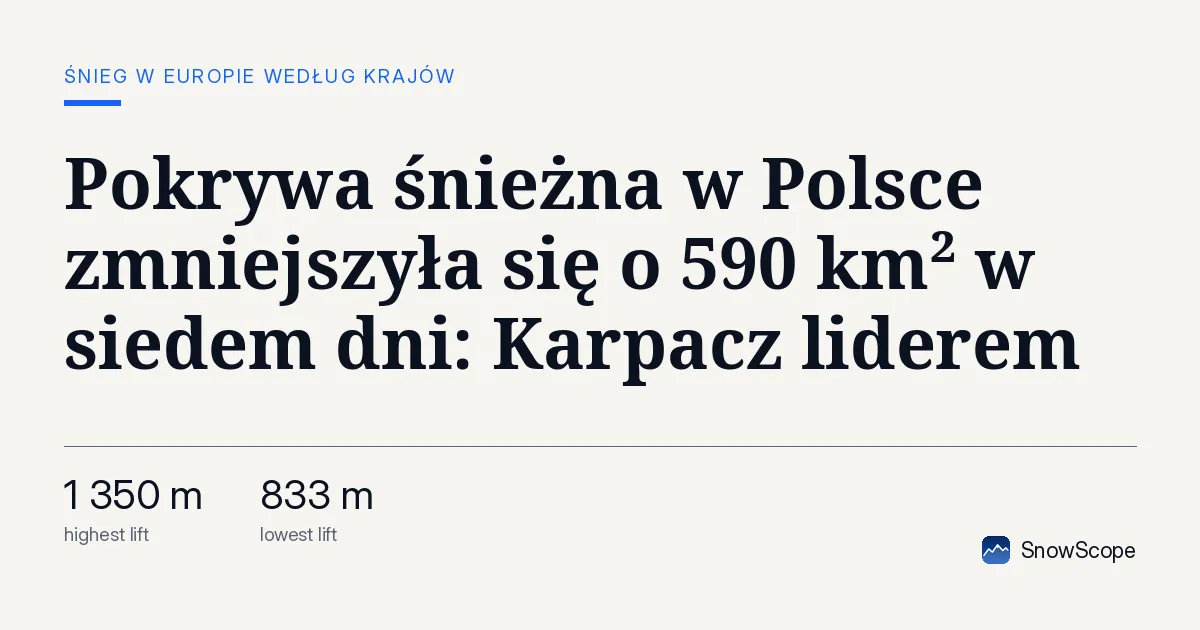 ŚNIEG W EUROPIE WEDŁUG KRAJÓW
Pokrywa śnieżna w Polsce
zmniejszyła się o 590 km² w
siedem dni: Karpacz liderem
1 350 m
highest lift
833 m
lowest lift
SnowScope